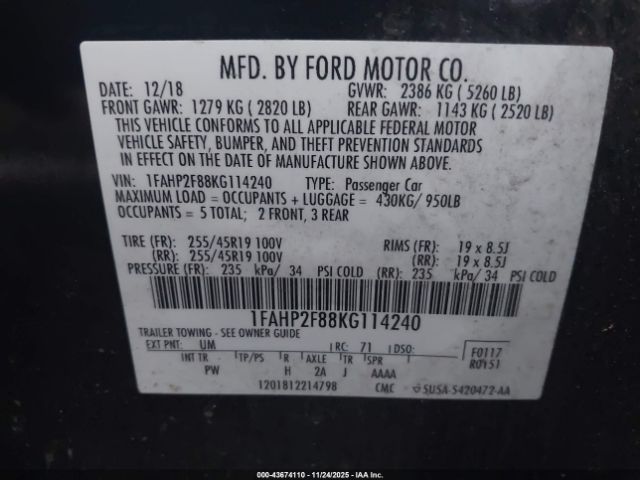 MFD. BY FORD MOTOR CO.
DATE: 12/18 GVWR: 2386 KG ( 5260 LB)
FRONT GAWR: 1279 KG ( 2820 LB) REAR GAWR: 1143 KG ( 2520 LB)
THIS VEHICLE CONFORMS TO ALL APPLICABLE FEDERAL MOTOR
VEHICLE SAFETY, BUMPER, AND THEFT PREVENTION STANDARDS
IN EFFECT ON THE DATE OF MANUFACTURE SHOWN ABOVE.
VIN: 1FAHP2F88KG114240 TYPE: Passenger Car
MAXIMUM LOAD = OCCUPANTS + LUGGAGE = 430KG/ 950LB
OCCUPANTS = 5 TOTAL; 2 FRONT, 3 REAR
TIRE (FR): 255/45R19 100V RIMS (FR): 19 x 8.5J
(RR): 255/45R19 100V (RR): 19 x 8.5J
PRESSURE (FR): 235 kPa/ 34 PSI COLD (RR): 235 kPa/ 34 PSI COLD
1FAHP2F88KG114240
TRAILER TOWING - SEE OWNER GUIDE
EXT PNT: UM RC: 71 DSO: F0117
INT TR TP/PS R AXLE TR SPR R0151
PW H 2A J AAAA
1201812214798 CMC SUSA-5420472-AA
000-43674110 - 11/24/2025 - IAAI.COM